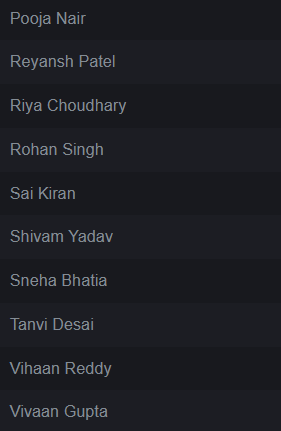 Pooja Nair
Reyansh Patel
Riya Choudhary
Rohan Singh
Sai Kiran
Shivam Yadav
Sneha Bhatia
Tanvi Desai
Vihaan Reddy
Vivaan Gupta